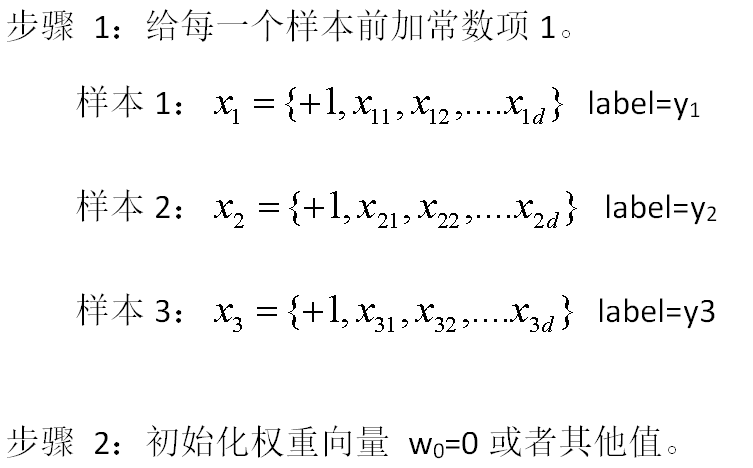 步骤 1：给每一个样本前加常数项 1。
样本 1： x₁ = {+1, x₁₁, x₁₂,....x₁d} label=y₁
样本 2： x₂ = {+1, x₂₁, x₂₂,....x₂d} label=y₂
样本 3： x₃ = {+1, x₃₁, x₃₂,....x₃d} label=y3
步骤 2：初始化权重向量 w₀=0 或者其他值。